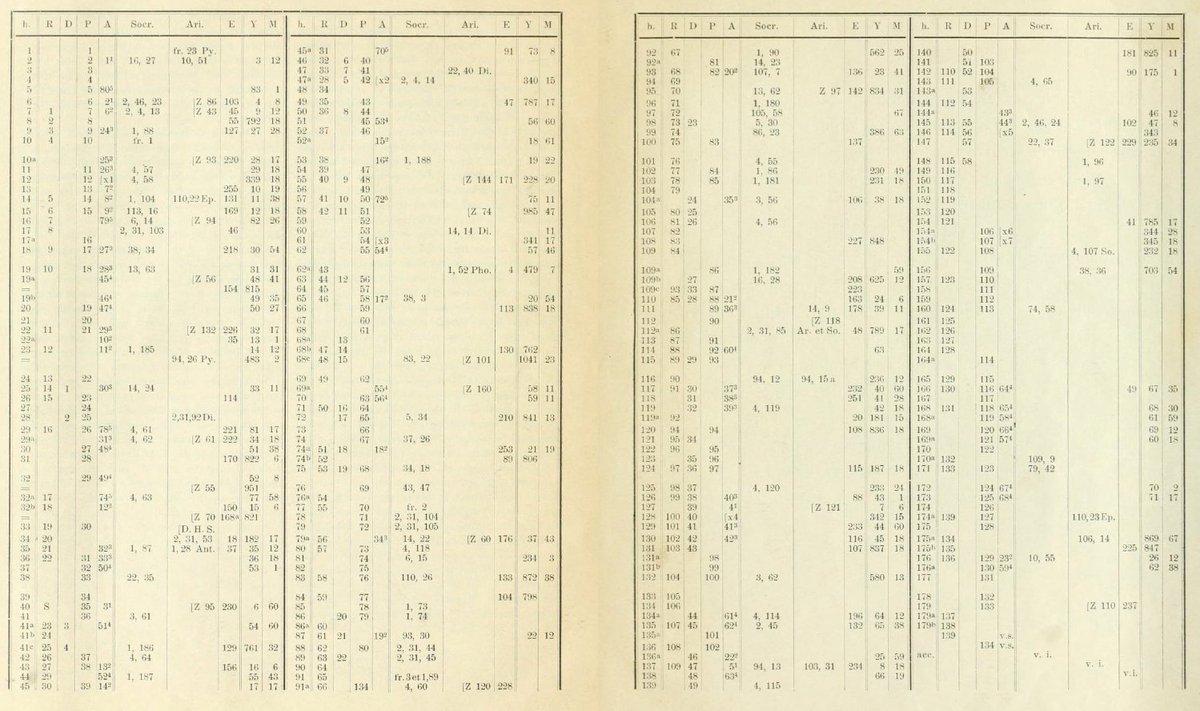 h. R D P A Socr. Ari. E Y M
1 1 fr. 23 Py.
2 2 1¹ 16, 27 10, 51 3 12
3 3
4 4
5 5 80⁵ 83 1
6 6 2¹ 2, 46, 23 [Z 86 103 4 8
7 1 7 6² 2, 4, 13 [Z 43 45 9 12
8 2 8 55 792 18
9 3 9 24³ 1, 88 127 27 28
10 4 10 fr. 1
10a 25² [Z 93 220 28 17
11 11 26³ 4, 57 29 18
12 12 [x1 4, 58 339 18
13 13 7² 255 10 19
14 5 14 8² 1, 104 110,22 Ep. 131 11 38
15 6 15 9² 113, 16 169 12 18
16 7 79⁵ 6, 14 [Z 94 82 26
17 8 2, 31, 103 46
17a 16
18 9 17 27² 38, 34 218 30 54
19 10 18 28³ 13, 63 31 31
19a 45⁴ [Z 56 48 41
= 154 815
19b 46⁴ 49 35
20 19 47⁴ 50 27
21 20
22 11 21 29³ [Z 132 226 32 17
22a 10² 35 13 1
23 12 11² 1, 185 14 12
= 94, 26 Py. 483 2
24 13 22
25 14 1 30³ 14, 24 33 11
26 15 23 114
27 24
28 2 25 2,31,92 Di.
29 16 26 78⁵ 4, 61 221 81 17
29a 31³ 4, 62 [Z 61 222 34 18
30 27 48⁴ 51 38
31 28 170 822 6
32 29 49⁴ 52 8
= [Z 55 951
32a 17 74⁵ 4, 63 77 58
32b 18 12² 150 15 6
= [Z 70 168a 821
33 19 30 [D. H. S.
34 20 2, 31, 53 18 182 17
35 21 32³ 1, 87 1, 28 Ant. 37 35 12
36 22 31 33³ 36 18
37 32 50⁴ 53 1
38 33 22, 35
39 34
40 S 35 3¹ [Z 95 230 6 60
41 36 3, 61
41a 23 3 51⁴ 54 60
41b 24
41c 25 4 1, 186 129 761 32
42 26 37 4, 64
43 27 38 13² 156 16 6
44 29 52⁴ 1, 187 55 43
45 30 39 14² 17 17
h. R D P A Socr. Ari. E Y M
45a 31 70⁵ 91 73 8
46 32 6 40
47 33 7 41 22, 40 Di.
47a 28 5 42 [x2 2, 4, 14 340 15
48 34
49 35 43 47 787 17
50 36 8 44
51 45 53⁴ 56 60
52 37 46
52a 15² 18 61
53 38 16² 1, 188 19 22
54 39 47
55 40 9 48 [Z 144 171 228 20
56 49
57 41 10 50 72⁵ 75 11
58 42 11 51 [Z 74 985 47
59 52
60 53 14, 14 Di. 11
61 54 [x3 341 17
62 55 54⁴ 57 46
62a 43 1, 52 Pho. 4 479 7
63 44 12 56
64 45 57
65 46 58 17² 38, 3 20 54
66 59 113 838 18
67 60
68 61
68a 13
68b 47 14 130 762
68c 48 15 83, 22 [Z 101 1041 23
69 49 62
69a 55⁴ [Z 160 58 11
70 63 56⁴ 59 11
71 50 16 64
72 17 65 5, 34 210 841 13
73 66
74 67 37, 26
74a 51 18 18² 253 21 19
74b 52 89 806
75 53 19 68 34, 18
76 69 43, 47
76a 54
77 55 70 fr. 2
78 71 2, 31, 104
79 72 2, 31, 105
79a 56 34³ 14, 22 [Z 60 176 37 43
80 57 73 4, 118
81 74 6, 15 234 3
82 75
83 58 76 110, 26 133 872 38
84 59 77 104 798
85 78 1, 73
86 20 79 1, 74
86a 60
87 61 21 19² 93, 30 22 12
88 62 80 2, 31, 44
89 63 22 2, 31, 45
90 64
91 65 fr. 3 et 1,89
91a 66 134 4, 60 [Z 120 228
h. R D P A Socr. Ari. E Y M
92 67 1, 90 562 25
92a 81 14, 23
93 68 82 20² 107, 7 136 23 41
94 69
95 70 13, 62 Z 97 142 834 31
96 71 1, 180
97 72 105, 58 67
98 73 23 5, 30
99 74 86, 23 386 63
100 75 83 137
101 76 4, 55
102 77 84 1, 86 230 49
103 78 85 1, 181 231 18
104 79
104a 24 35³ 3, 56 106 38 18
105 80 25
106 81 26 4, 56
107 82
108 83 227 848
109 84
109a 86 1, 182 59
109b 27 16, 28 208 625 12
109c 93 33 87 223
110 85 28 88 21² 163 24 6
111 89 36³ 14, 9 178 39 11
112 90 [Z 118
112a 86 2, 31, 85 Ar. et So. 48 789 17
113 87 91
114 88 92 60⁴ 63
115 89 29 93
116 90 94, 12 94, 15 a 236 12
117 91 30 37³ 232 40 60
118 31 38³ 251 41 28
119 32 39³ 4, 119 42 18
119a 92 20 181 15
120 94 94 108 836 18
121 95 34
122 96 95
123 35 96
124 97 36 97 115 187 18
125 98 37 4, 120 233 24
126 99 38 40³ 88 43 1
127 39 4¹ [Z 121 7 6
128 100 40 [x4 342 15
129 101 41 41³ 233 44 60
130 102 42 42³ 116 45 18
131 103 43 107 837 18
131a 98
131b 99
132 104 100 3, 62 580 13
133 105
134 106
134a 44 61⁴ 4, 114 196 64 12
135 107 45 62⁴ 2, 45 132 65 38
135a 101
136 108 102
136a 46 22² 25 59
137 109 47 5¹ 94, 13 103, 31 234 8 18
138 48 63⁴ 66 19
139 49 4, 115
h. R D P A Socr. Ari. E Y M
140 50 181 825 11
141 51 103
142 110 52 104 90 175 1
143 111 105 4, 65
143a 53
144 112 54
144a 43³ 46 12
145 113 55 44³ 2, 46, 24 102 47 8
146 114 56 [x5 343
147 57 22, 37 [Z 122 229 235 34
148 115 58 1, 96
149 116
150 117 1, 97
151 118
152 119
153 120
154 121 41 785 17
154a 106 [x6 344 28
154b 107 [x7 345 18
155 122 108 4, 107 So. 232 18
156 109 38, 36 703 54
157 123 110
158 111
159 112
160 124 113 74, 58
161 125
162 126
163 127
164 128
164a 114
165 129 115
166 130 116 64⁴ 49 67 35
167 117
168 131 118 65⁴ 68 30
168a 119 58⁴ 61 59
169 120 66⁴ 69 12
169a 121 57⁴ 60 18
170 122
170a 132 109, 9
171 133 123 79, 42
172 124 67⁴ 70 2
173 125 68⁴ 71 17
174 126
174a 139 127 110,23 Ep.
175 128
175a 134 106, 14 869 67
175b 135 225 847
176 136 129 23² 10, 55 26 12
176a 130 59⁴ 62 38
177 131
178 132
179 133 [Z 110 237
179a 137
179b 138
139 v.s.
134 v.s.
acc. v. i.
v. i.
v.i.